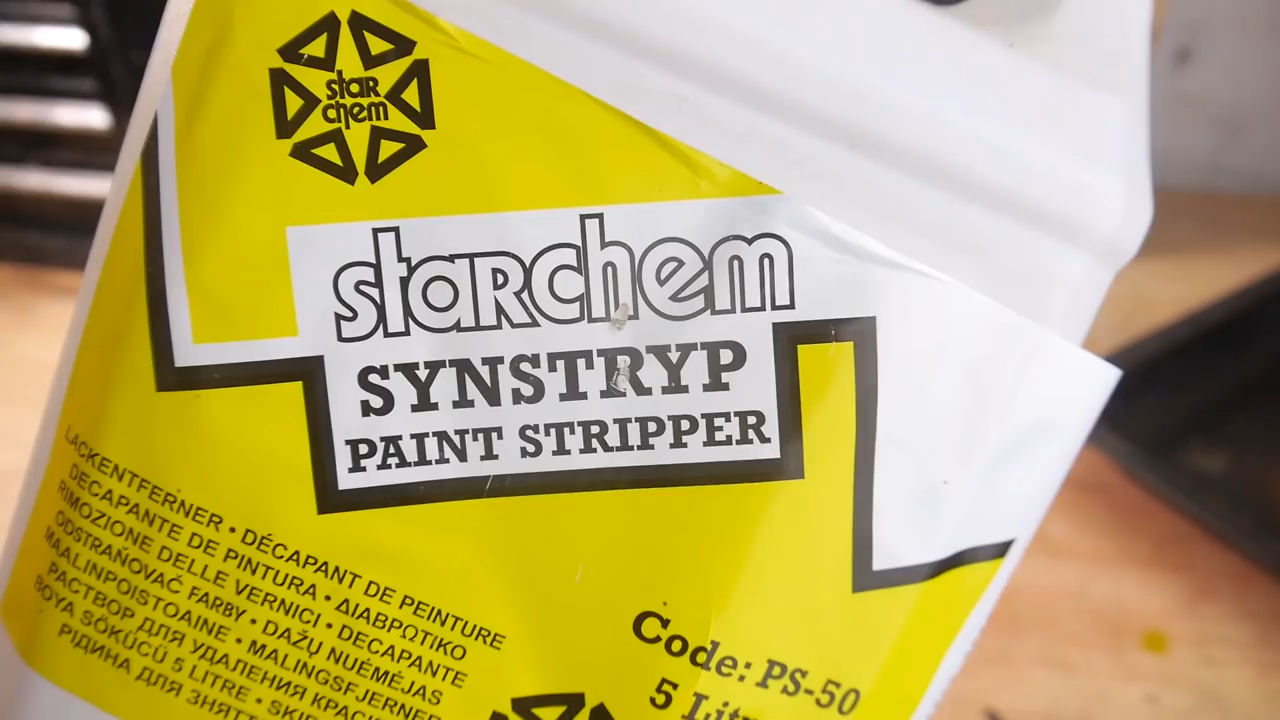 star
chem
starchem
SYNSTRYP
PAINT STRIPPER
LACKENTFERNER • DÉCAPANT DE PEINTURE
DECAPANTE DE PINTURA • ΔΙΑΒΡΩΤΙΚΟ
RIMOZIONE DELLE VERNICI • DECAPANTE
ODSTRAŇOVAČ FARBY • DAŽŲ NUĖMĖJAS
MAALINPOISTOAINE • MALINGSFJERNER
РАСТВОР ДЛЯ УДАЛЕНИЯ
BOYA SÖKÜCÜ 5 LITRE •
РІДИНА ДЛЯ
Code: PS-50
5